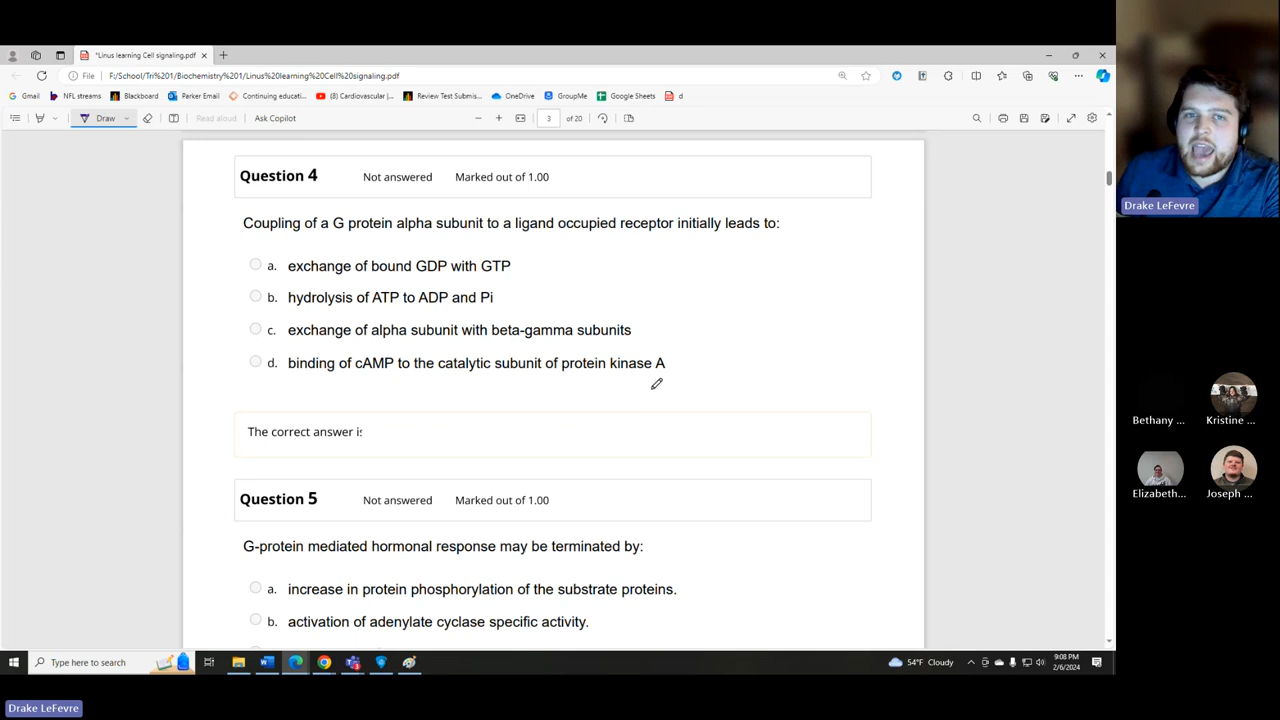 *Linus learning Cell signaling.pdf
File
F:/School/Tri%201/Biochemistry%201/Linus%20learning%20Cell%20signaling.pdf
Gmail
NFL streams
Blackboard
Parker Email
Continuing educati...
(8) Cardiovascular |...
Review Test Submis...
OneDrive
GroupMe
Google Sheets
d
Draw
Read aloud
Ask Copilot
3
of 20
Question 4 Not answered Marked out of 1.00
Coupling of a G protein alpha subunit to a ligand occupied receptor initially leads to:
a. exchange of bound GDP with GTP
b. hydrolysis of ATP to ADP and Pi
c. exchange of alpha subunit with beta-gamma subunits
d. binding of cAMP to the catalytic subunit of protein kinase A
The correct answer is
Question 5 Not answered Marked out of 1.00
G-protein mediated hormonal response may be terminated by:
a. increase in protein phosphorylation of the substrate proteins.
b. activation of adenylate cyclase specific activity.
Type here to search
54°F Cloudy
9:08 PM
2/6/2024
Drake LeFevre
Bethany ...
Kristine ...
Elizabeth...
Joseph ...
Drake LeFevre